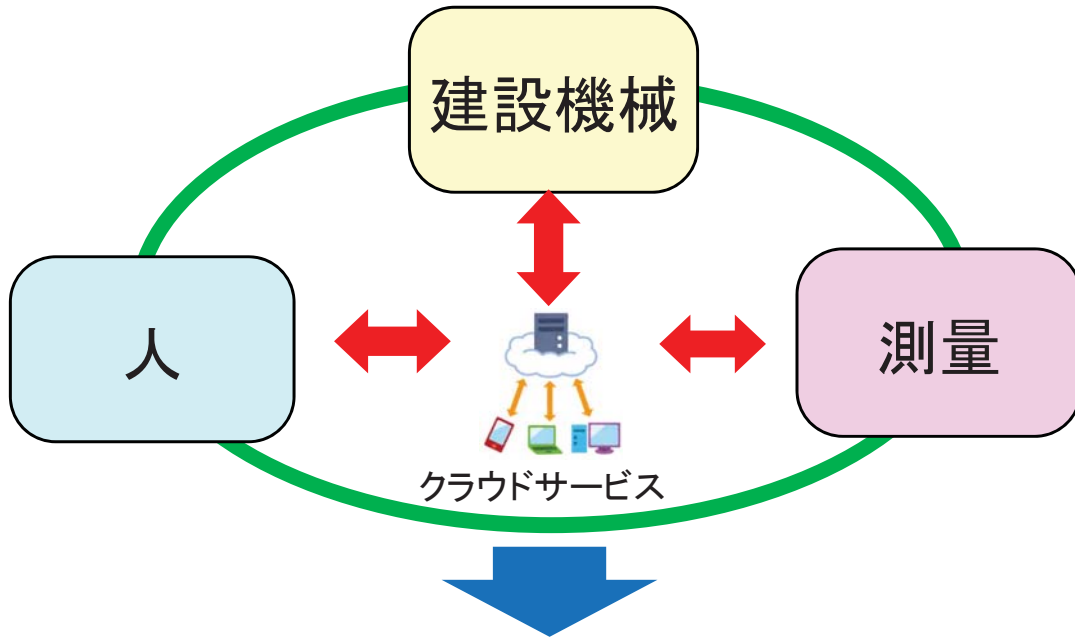 建設機械
人
測量
クラウドサービス